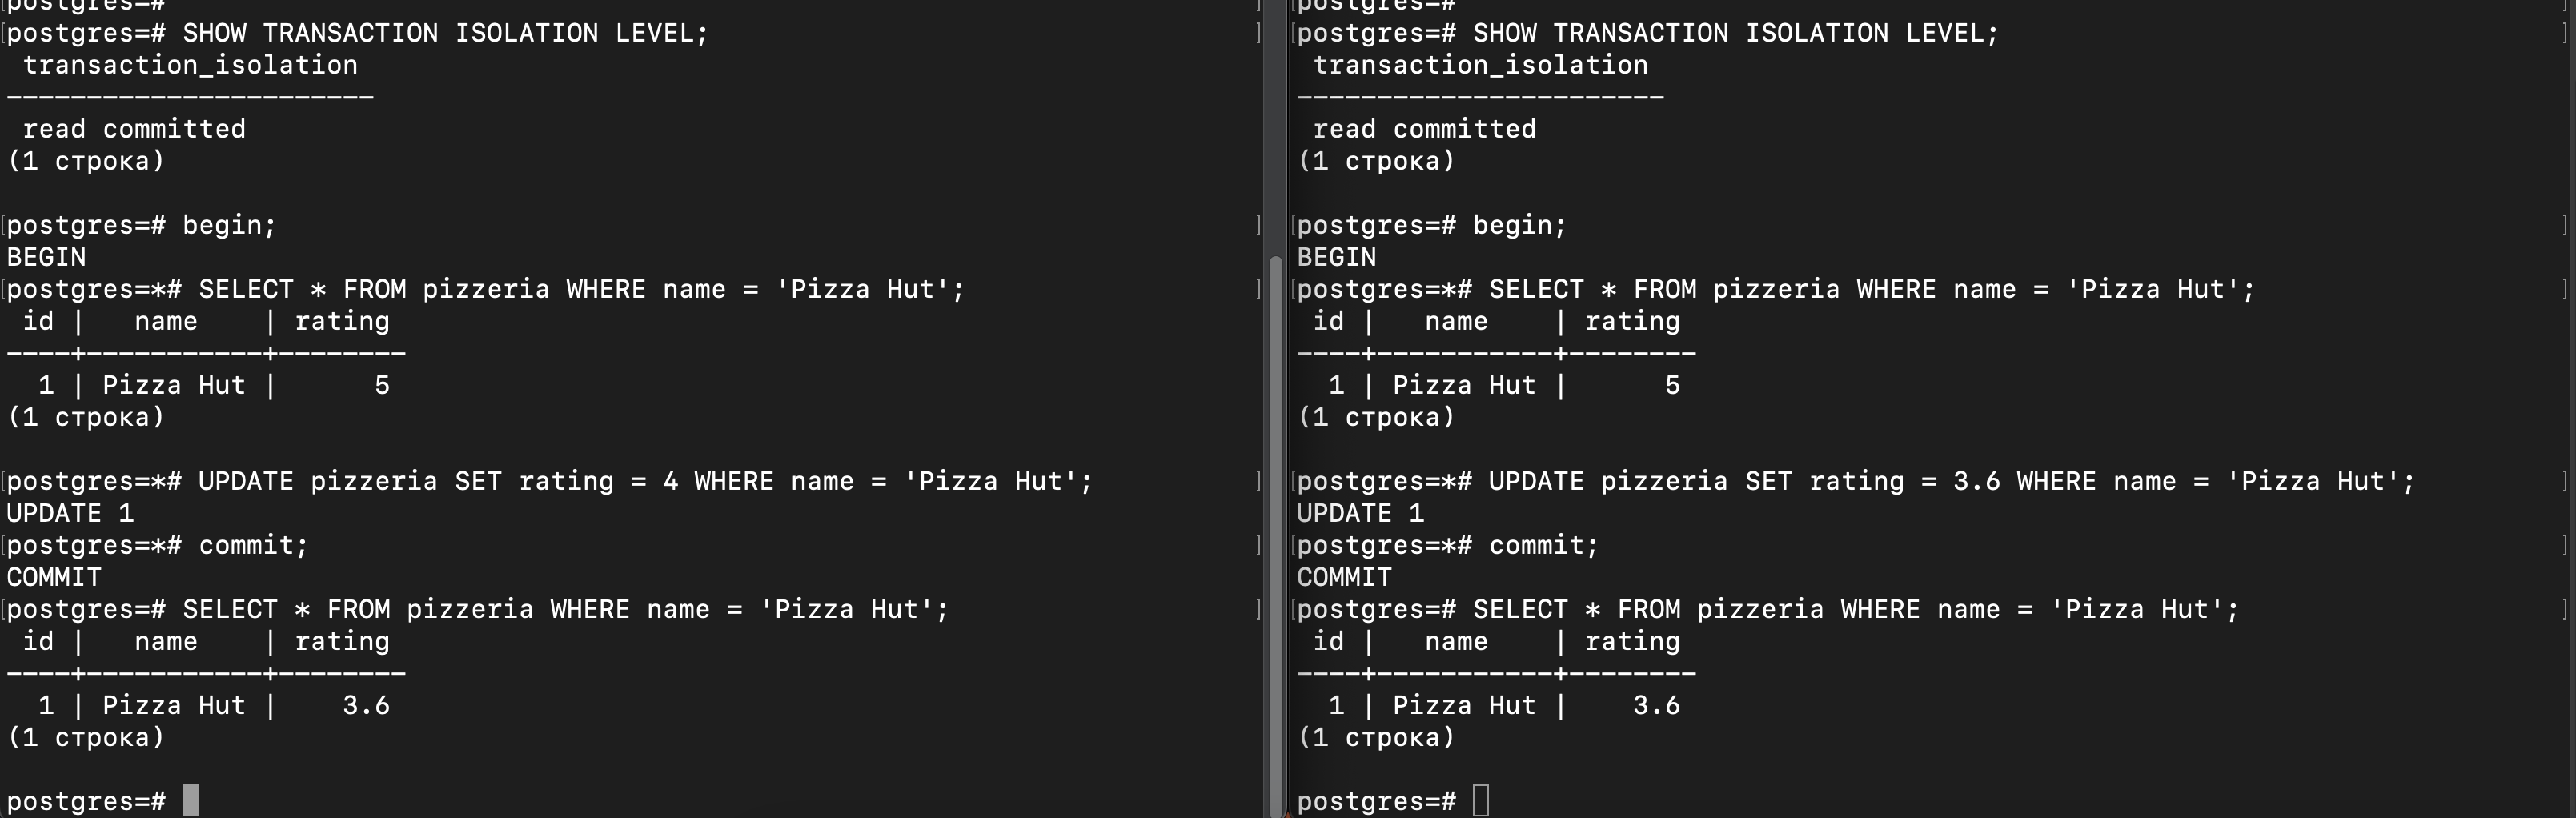 postgres=#
postgres=# SHOW TRANSACTION ISOLATION LEVEL;
 transaction_isolation
-----------------------
 read committed
(1 строка)

postgres=# begin;
BEGIN
postgres=*# SELECT * FROM pizzeria WHERE name = 'Pizza Hut';
 id |   name    | rating
----+-----------+--------
  1 | Pizza Hut |      5
(1 строка)

postgres=*# UPDATE pizzeria SET rating = 4 WHERE name = 'Pizza Hut';
UPDATE 1
postgres=*# commit;
COMMIT
postgres=# SELECT * FROM pizzeria WHERE name = 'Pizza Hut';
 id |   name    | rating
----+-----------+--------
  1 | Pizza Hut |    3.6
(1 строка)

postgres=#
postgres=#
postgres=# SHOW TRANSACTION ISOLATION LEVEL;
 transaction_isolation
-----------------------
 read committed
(1 строка)

postgres=# begin;
BEGIN
postgres=*# SELECT * FROM pizzeria WHERE name = 'Pizza Hut';
 id |   name    | rating
----+-----------+--------
  1 | Pizza Hut |      5
(1 строка)

postgres=*# UPDATE pizzeria SET rating = 3.6 WHERE name = 'Pizza Hut';
UPDATE 1
postgres=*# commit;
COMMIT
postgres=# SELECT * FROM pizzeria WHERE name = 'Pizza Hut';
 id |   name    | rating
----+-----------+--------
  1 | Pizza Hut |    3.6
(1 строка)

postgres=#